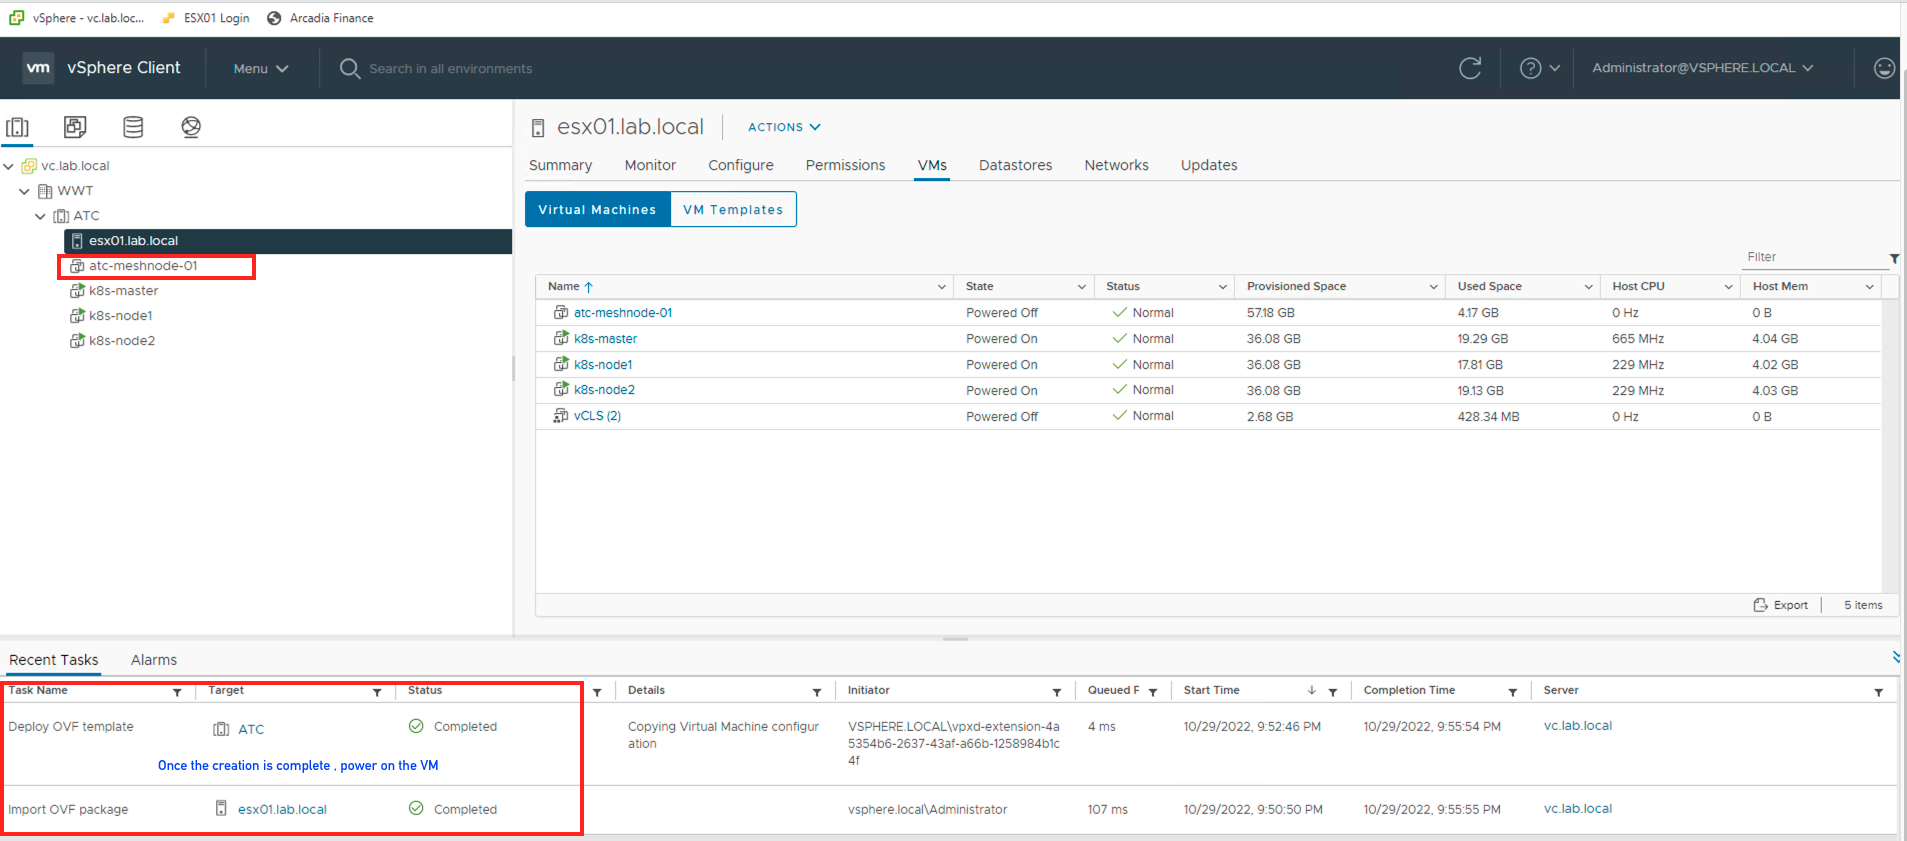 vSphere - vc.lab.loc... ESX01 Login Arcadia Finance
vm vSphere Client Menu Search in all environments Administrator@VSPHERE.LOCAL
vc.lab.local
WWT
ATC
esx01.lab.local
atc-meshnode-01
k8s-master
k8s-node1
k8s-node2
esx01.lab.local ACTIONS
Summary Monitor Configure Permissions VMs Datastores Networks Updates
Virtual Machines VM Templates
Filter
Name State Status Provisioned Space Used Space Host CPU Host Mem
atc-meshnode-01 Powered Off Normal 57.18 GB 4.17 GB 0 Hz 0 B
k8s-master Powered On Normal 36.08 GB 19.29 GB 665 MHz 4.04 GB
k8s-node1 Powered On Normal 36.08 GB 17.81 GB 229 MHz 4.02 GB
k8s-node2 Powered On Normal 36.08 GB 19.13 GB 229 MHz 4.03 GB
vCLS (2) Powered Off Normal 2.68 GB 428.34 MB 0 Hz 0 B
Export 5 items
Recent Tasks Alarms
Task Name Target Status Details Initiator Queued F Start Time Completion Time Server
Deploy OVF template ATC Completed Copying Virtual Machine configur VSPHERE.LOCAL\vpxd-extension-4a 4 ms 10/29/2022, 9:52:46 PM 10/29/2022, 9:55:54 PM vc.lab.local
ation 5354b6-2637-43af-a66b-1258984b1c
4f
Once the creation is complete , power on the VM
Import OVF package esx01.lab.local Completed vsphere.local\Administrator 107 ms 10/29/2022, 9:50:50 PM 10/29/2022, 9:55:55 PM vc.lab.local